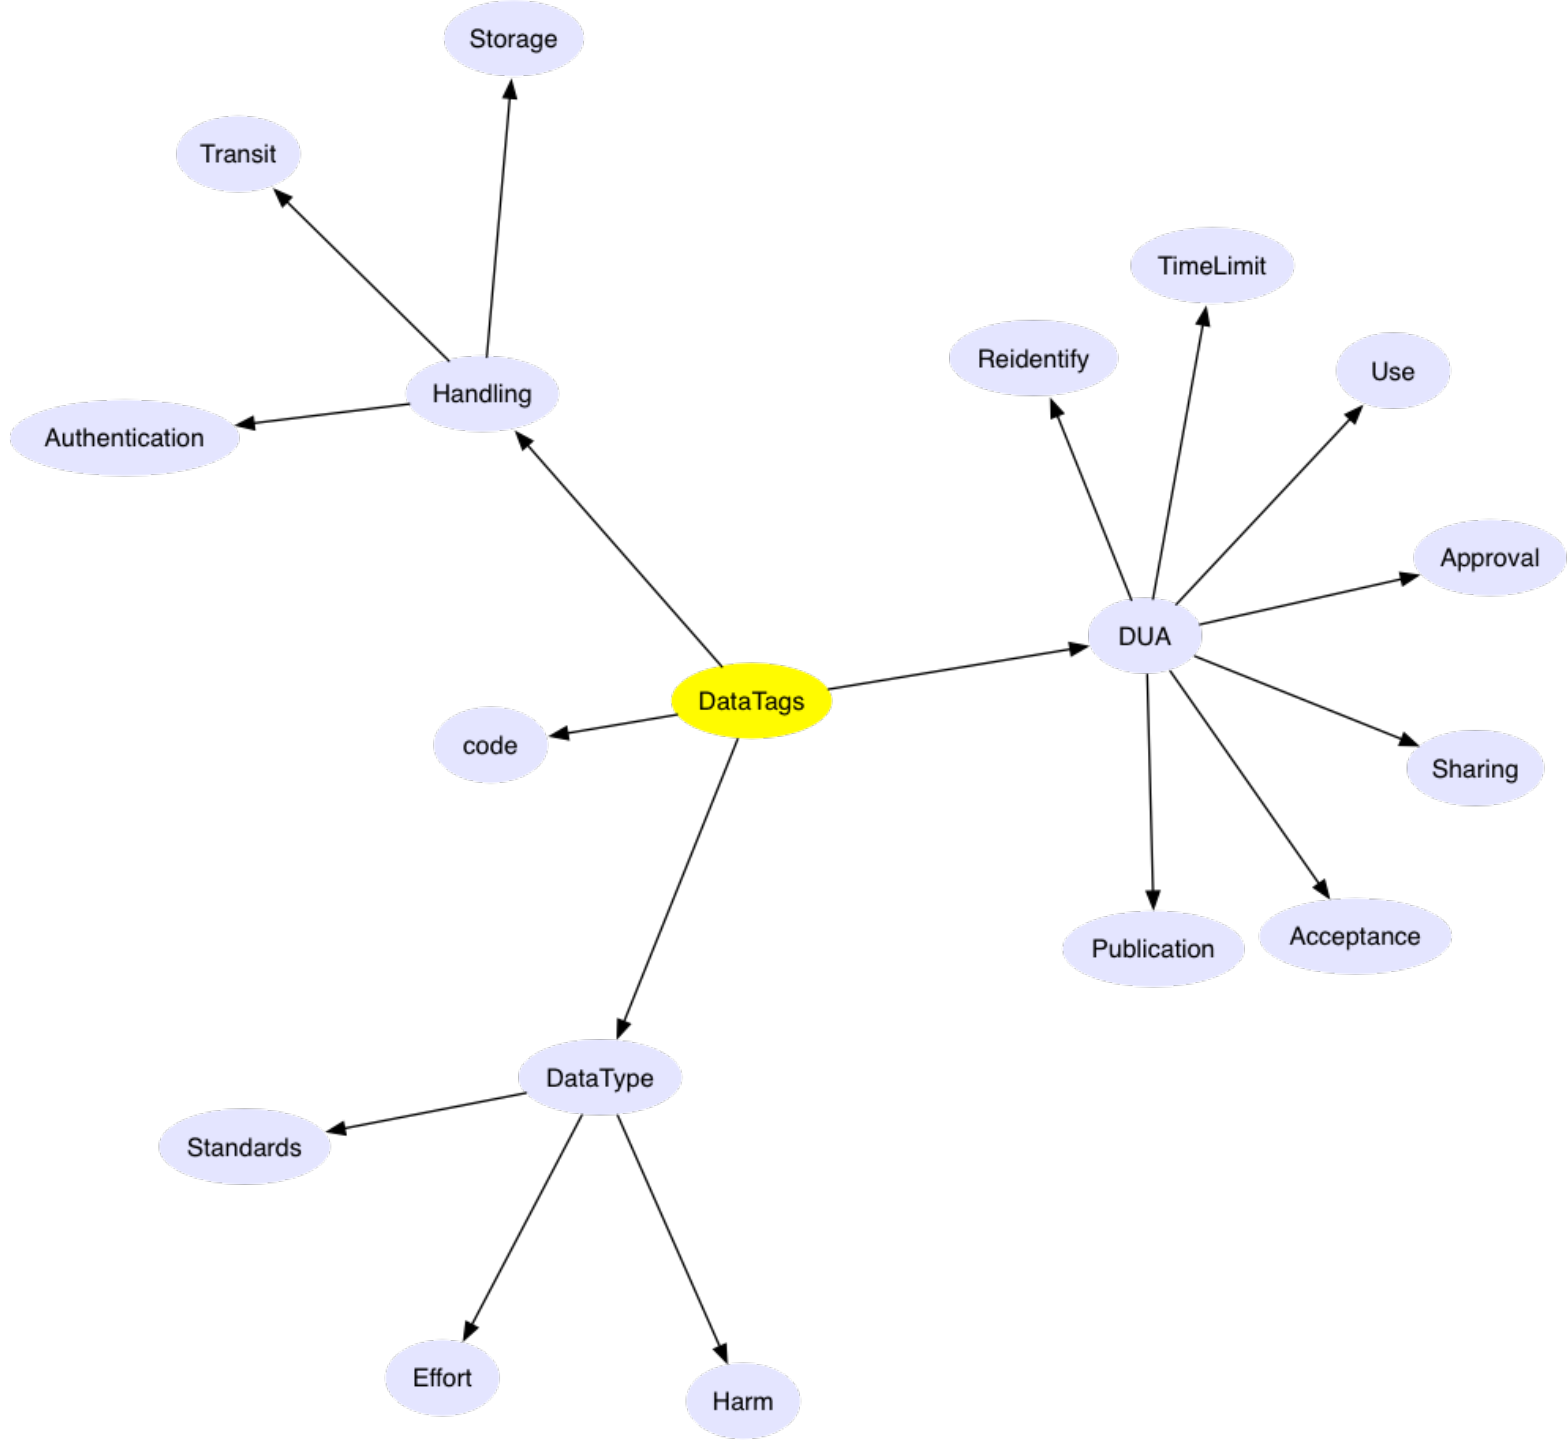 Storage
Transit
TimeLimit
Reidentify
Use
Handling
Authentication
Approval
DUA
DataTags
code
Sharing
Acceptance
Publication
DataType
Standards
Effort
Harm